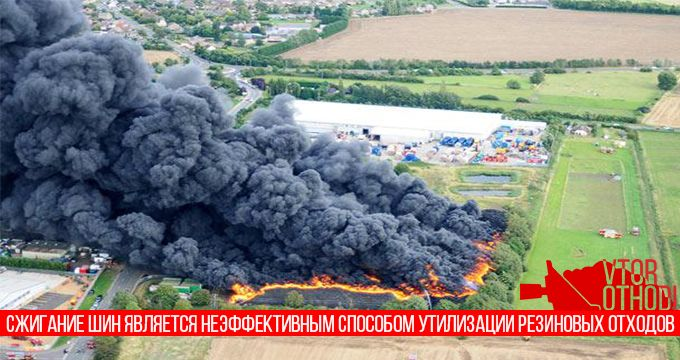 VTOR
OTHODI
СЖИГАНИЕ ШИН ЯВЛЯЕТСЯ НЕЭФФЕКТИВНЫМ СПОСОБОМ УТИЛИЗАЦИИ РЕЗИНОВЫХ ОТХОДОВ